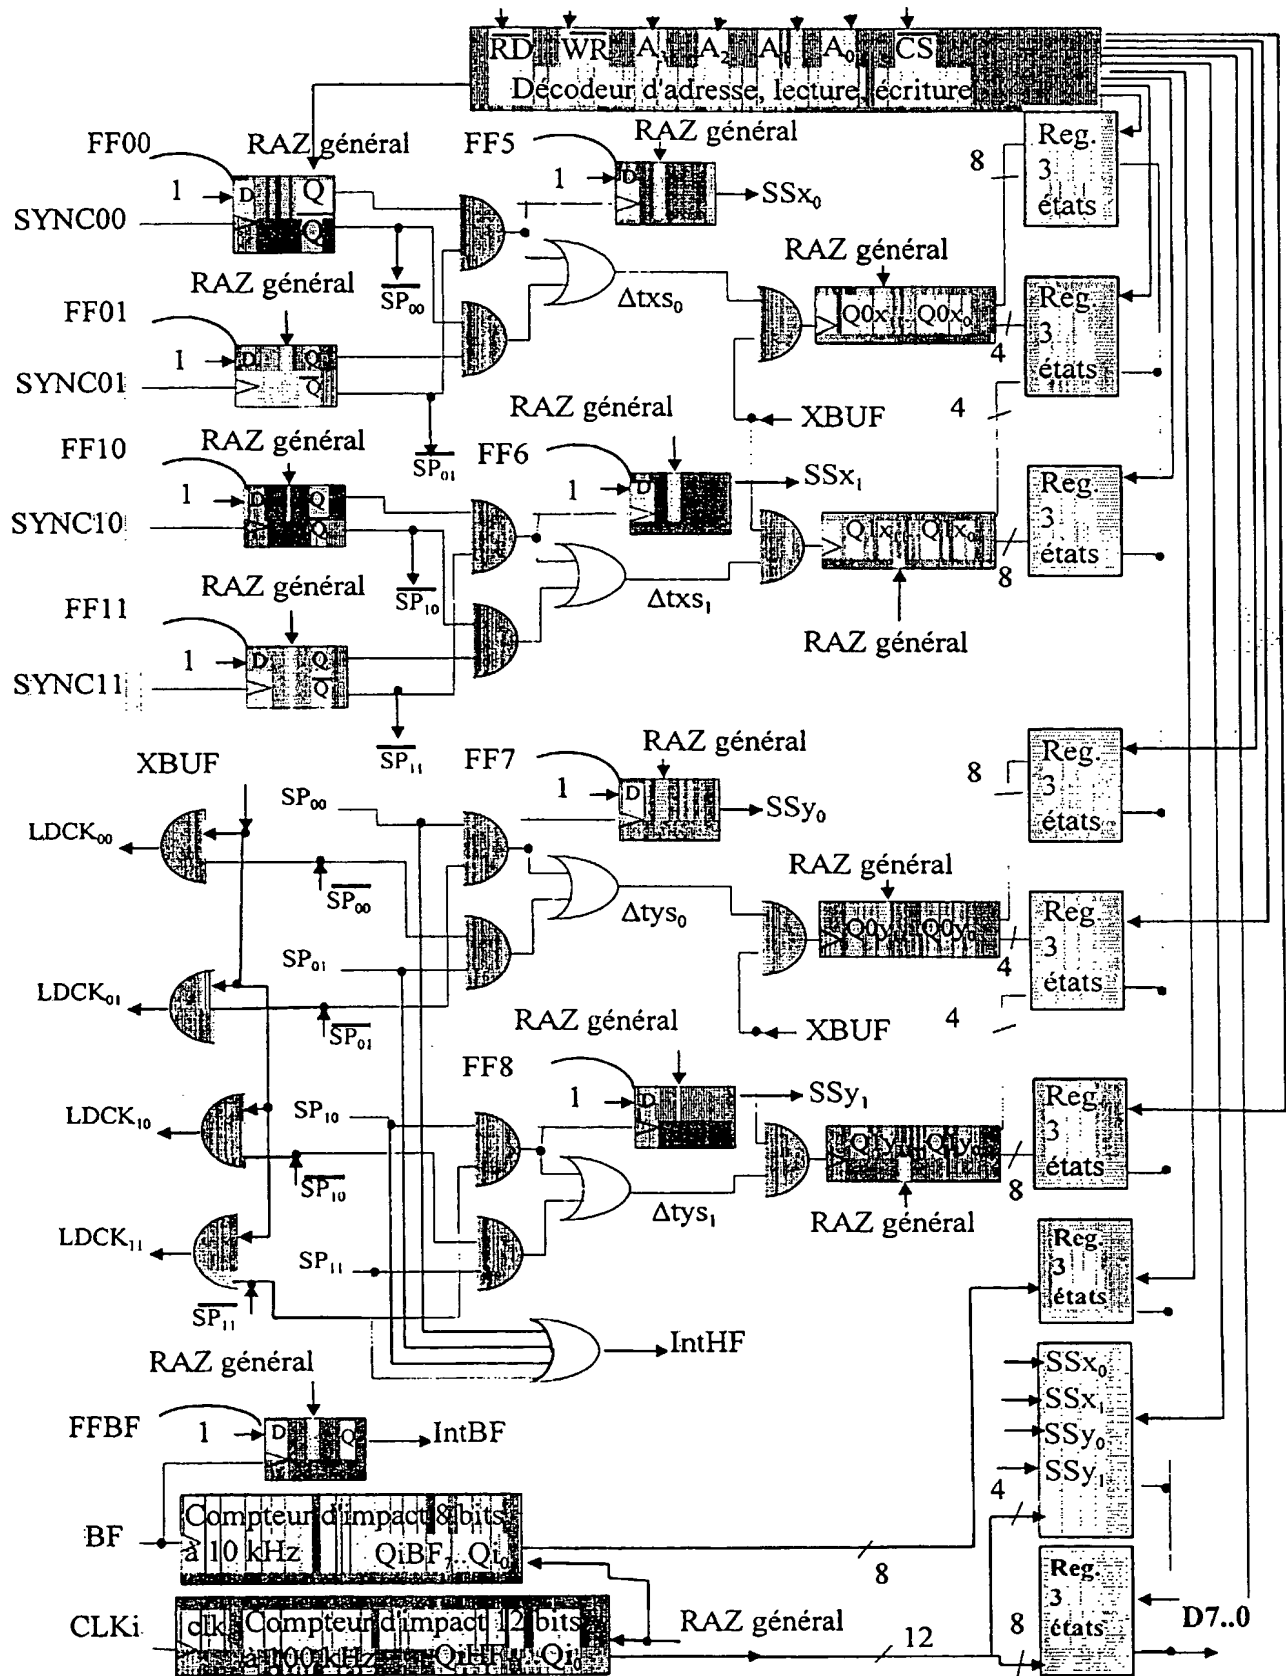 RD WR A₃ A₂ A₁ A₀ CS
Décodeur d'adresse, lecture, écriture
FF00
RAZ général
1
D
Q
Q
SYNC00
SP₀₀
FF5
RAZ général
1
D
SSx₀
8
Reg.
3
états
FF01
RAZ général
1
D
Q
Q
SYNC01
SP₀₁
Δtxs₀
RAZ général
Q0x₁₁..Q0x₀
4
Reg.
3
états
XBUF
4
FF10
RAZ général
1
D
Q
Q
SYNC10
SP₁₀
FF6
RAZ général
1
D
SSx₁
Δtxs₁
Q1x₁₁..Q1x₀
8
RAZ général
Reg.
3
états
FF11
RAZ général
1
D
Q
Q
SYNC11
SP₁₁
XBUF
FF7
RAZ général
1
D
SSy₀
8
Reg.
3
états
LDCK₀₀
SP₀₀
SP₀₀
Δtys₀
RAZ général
Q0y₁₁..Q0y₀
4
Reg.
3
états
LDCK₀₁
SP₀₁
SP₀₁
XBUF
4
FF8
RAZ général
1
D
SSy₁
LDCK₁₀
SP₁₀
SP₁₀
Δtys₁
Q1y₁₁..Q1y₀
8
RAZ général
Reg.
3
états
LDCK₁₁
SP₁₁
SP₁₁
IntHF
Reg.
3
états
FFBF
RAZ général
1
D
Q
IntBF
SSx₀
SSx₁
SSy₀
SSy₁
4
BF
Compteur d'impact 8 bits
à 10 kHz QiBF₇..Qi₀
8
CLKi
clk Compteur d'impact 12 bits
à 100 kHz QiHF Qi₀
RAZ général
12
8
Reg.
3
états
D7..0